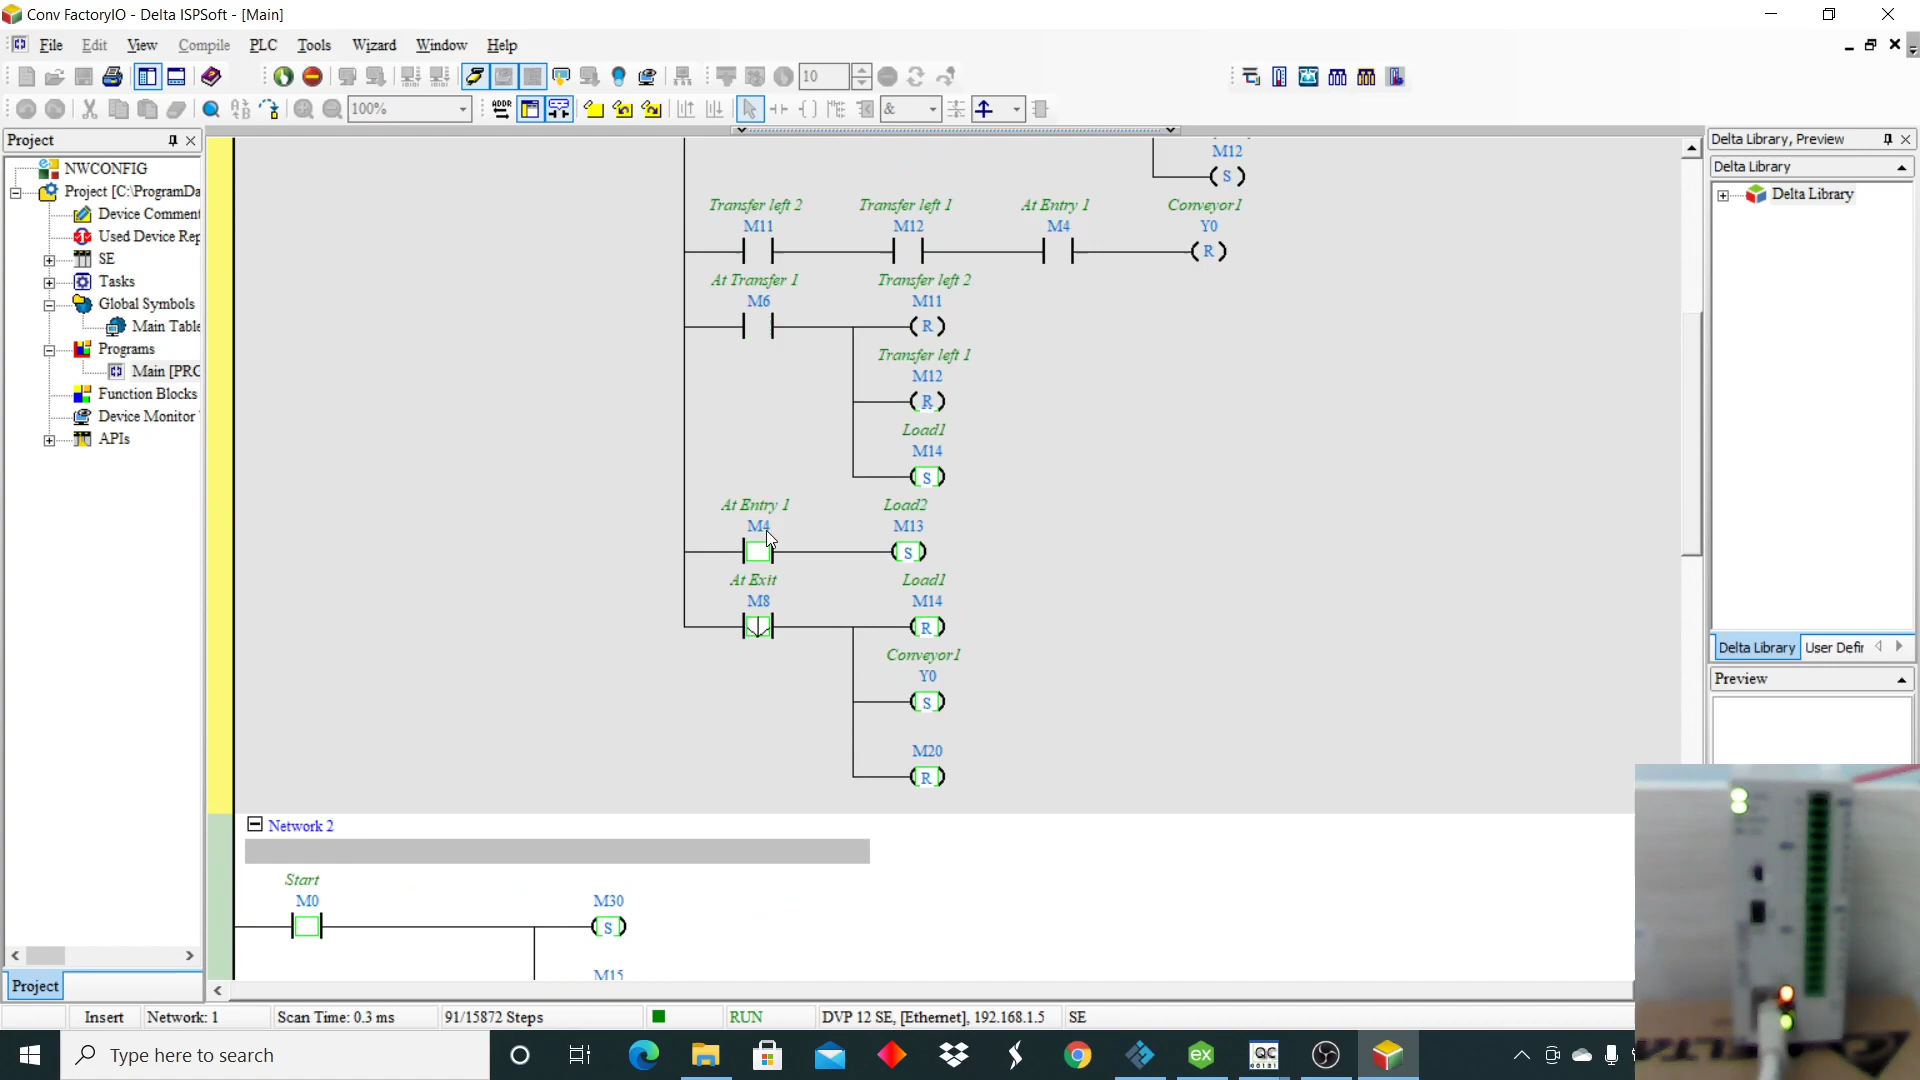 Conv FactoryIO - Delta ISPSoft - [Main]
File Edit View Compile PLC Tools Wizard Window Help
10
100%
ADDR
&
Project
NWCONFIG
Project [C:\ProgramDa
Device Comment
Used Device Rep
SE
Tasks
Global Symbols
Main Table
Programs
Main [PRG
Function Blocks
Device Monitor
APIs
Project
M12
S
Transfer left 2 Transfer left 1 At Entry 1 Conveyor1
M11 M12 M4 Y0
R
At Transfer 1 Transfer left 2
M6 M11
R
Transfer left 1
M12
R
Load1
M14
S
At Entry 1 Load2
M4 M13
S
At Exit Load1
M8 M14
R
Conveyor1
Y0
S
M20
R
Network 2
Start
M0 M30
S
M15
Delta Library, Preview
Delta Library
Delta Library
Delta Library User Defir
Preview
Insert Network: 1 Scan Time: 0.3 ms 91/15872 Steps RUN DVP 12 SE, [Ethernet], 192.168.1.5 SE
Type here to search
ex
QC